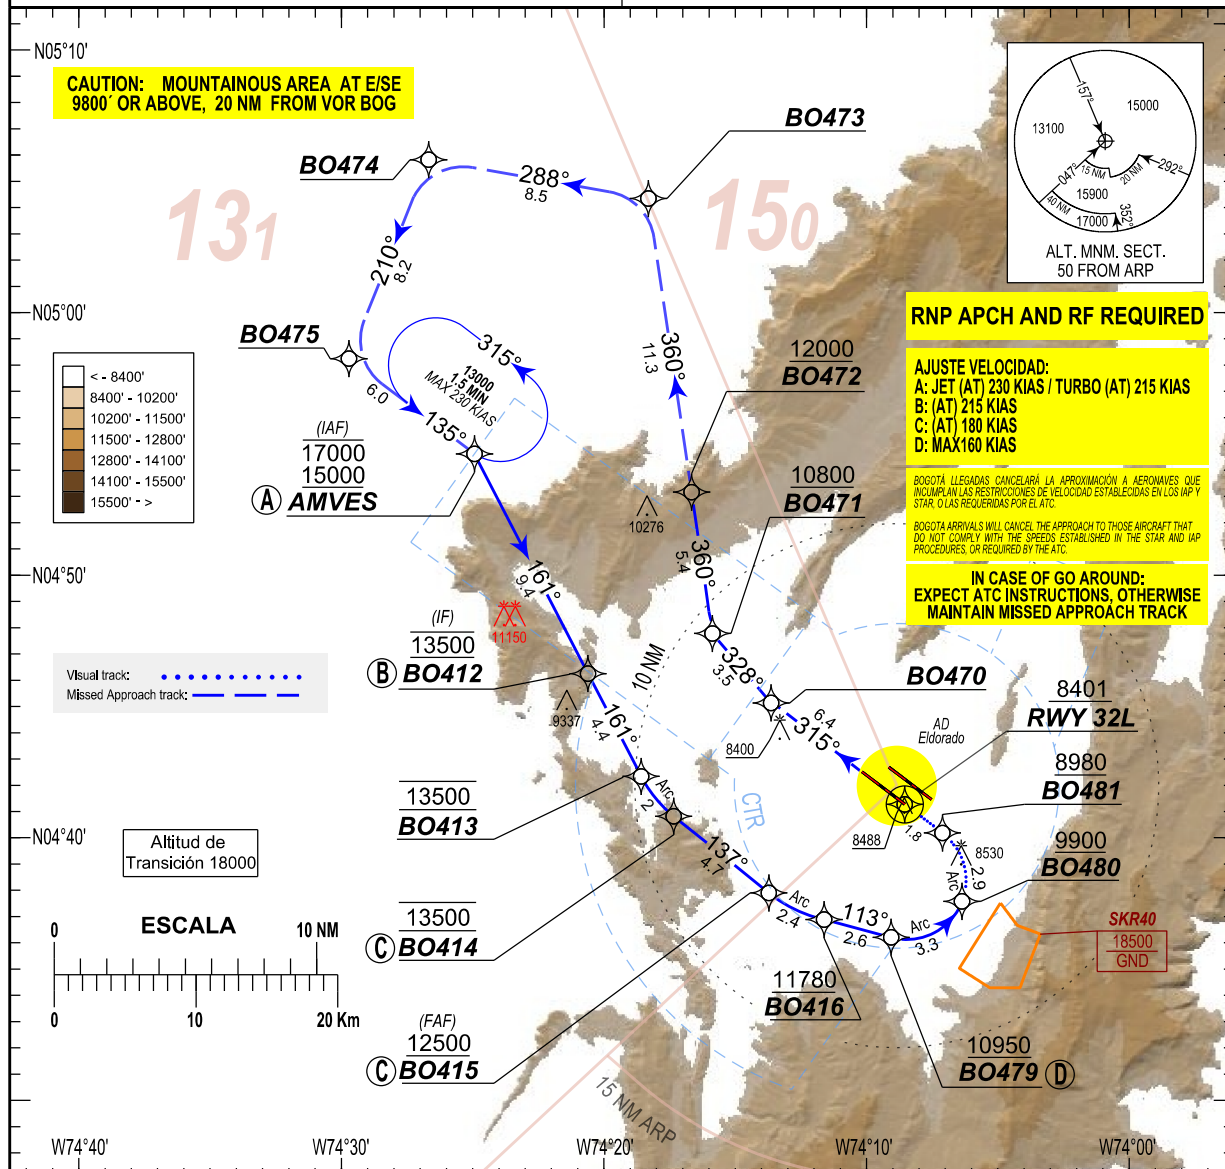 N05°10'
CAUTION: MOUNTAINOUS AREA AT E/SE
9800´ OR ABOVE, 20 NM FROM VOR BOG
BO473
BO474
288°
8.5
131
150
210°
8.2
157°
15000
13100
047°
15 NM
20 NM
292°
15900
40 NM
17000
352°
ALT. MNM. SECT.
50 FROM ARP
N05°00'
RNP APCH AND RF REQUIRED
BO475
315°
13000
1.5 MIN
MAX 230 KIAS
6.0
135°
360°
11.3
12000
BO472
AJUSTE VELOCIDAD:
A: JET (AT) 230 KIAS / TURBO (AT) 215 KIAS
B: (AT) 215 KIAS
C: (AT) 180 KIAS
D: MAX160 KIAS
< - 8400'
8400' - 10200'
10200' - 11500'
11500' - 12800'
12800' - 14100'
14100' - 15500'
15500' - >
(IAF)
17000
15000
A AMVES
10800
BO471
10276
BOGOTÁ LLEGADAS CANCELARÁ LA APROXIMACIÓN A AERONAVES QUE
INCUMPLAN LAS RESTRICCIONES DE VELOCIDAD ESTABLECIDAS EN LOS IAP Y
STAR, O LAS REQUERIDAS POR EL ATC.
BOGOTA ARRIVALS WILL CANCEL THE APPROACH TO THOSE AIRCRAFT THAT
DO NOT COMPLY WITH THE SPEEDS ESTABLISHED IN THE STAR AND IAP
PROCEDURES, OR REQUIRED BY THE ATC.
360°
5.4
N04°50'
161°
9.4
IN CASE OF GO AROUND:
EXPECT ATC INSTRUCTIONS, OTHERWISE
MAINTAIN MISSED APPROACH TRACK
11150
(IF)
13500
B BO412
10 NM
328°
3.5
BO470
Visual track:
Missed Approach track:
9337
161°
4.4
8400
6.4
315°
AD
Eldorado
8401
RWY 32L
8980
BO481
13500
BO413
Arc
2
CTR
N04°40'
Altitud de
Transición 18000
137°
4.7
8488
1.8
8530
9900
BO480
Arc
2.9
ESCALA
0
10 NM
0
10
20 Km
13500
C BO414
Arc
2.4
113°
2.6
Arc
3.3
SKR40
18500
GND
11780
BO416
(FAF)
12500
C BO415
10950
BO479 D
15 NM ARP
W74°40'
W74°30'
W74°20'
W74°10'
W74°00'